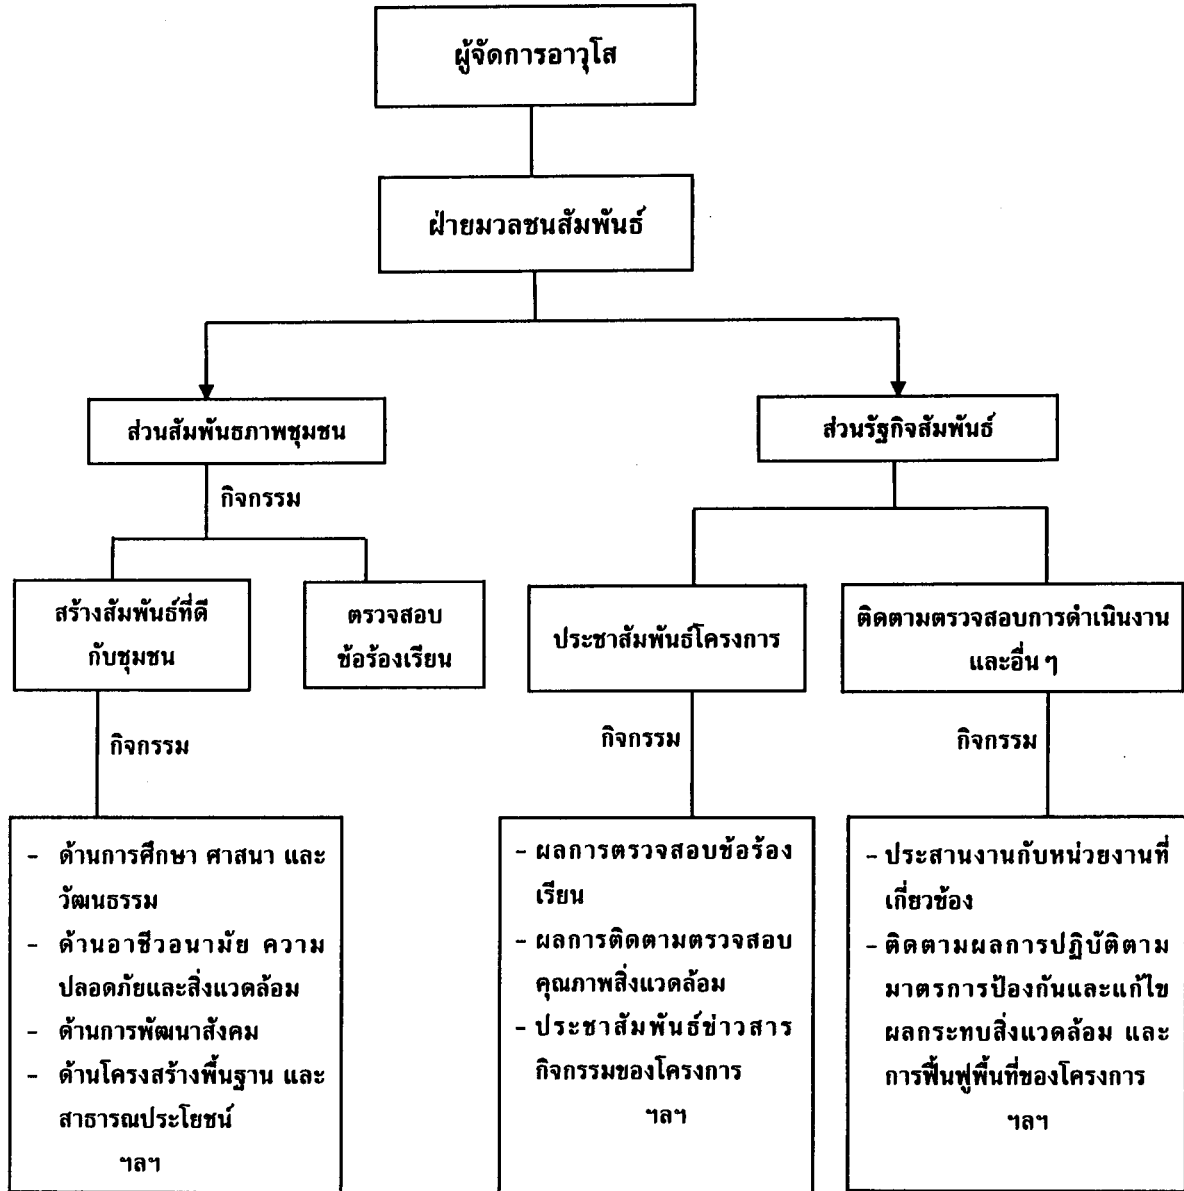 ผู้จัดการอาวุโส
ฝ่ายมวลชนสัมพันธ์
ส่วนสัมพันธภาพชุมชน
กิจกรรม
สร้างสัมพันธ์ที่ดี
กับชุมชน
ตรวจสอบ
ข้อร้องเรียน
กิจกรรม
- ด้านการศึกษา ศาสนา และ
วัฒนธรรม
- ด้านอาชีวอนามัย ความ
ปลอดภัยและสิ่งแวดล้อม
- ด้านการพัฒนาสังคม
- ด้านโครงสร้างพื้นฐาน และ
สาธารณประโยชน์
ฯลฯ
ส่วนรัฐกิจสัมพันธ์
ประชาสัมพันธ์โครงการ
กิจกรรม
- ผลการตรวจสอบข้อร้อง
เรียน
- ผลการติดตามตรวจสอบ
คุณภาพสิ่งแวดล้อม
- ประชาสัมพันธ์ข่าวสาร
กิจกรรมของโครงการ
ฯลฯ
ติดตามตรวจสอบการดำเนินงาน
และอื่น ๆ
กิจกรรม
- ประสานงานกับหน่วยงานที่
เกี่ยวข้อง
- ติดตามผลการปฏิบัติตาม
มาตรการป้องกันและแก้ไข
ผลกระทบสิ่งแวดล้อม และ
การฟื้นฟูพื้นที่ของโครงการ
ฯลฯ